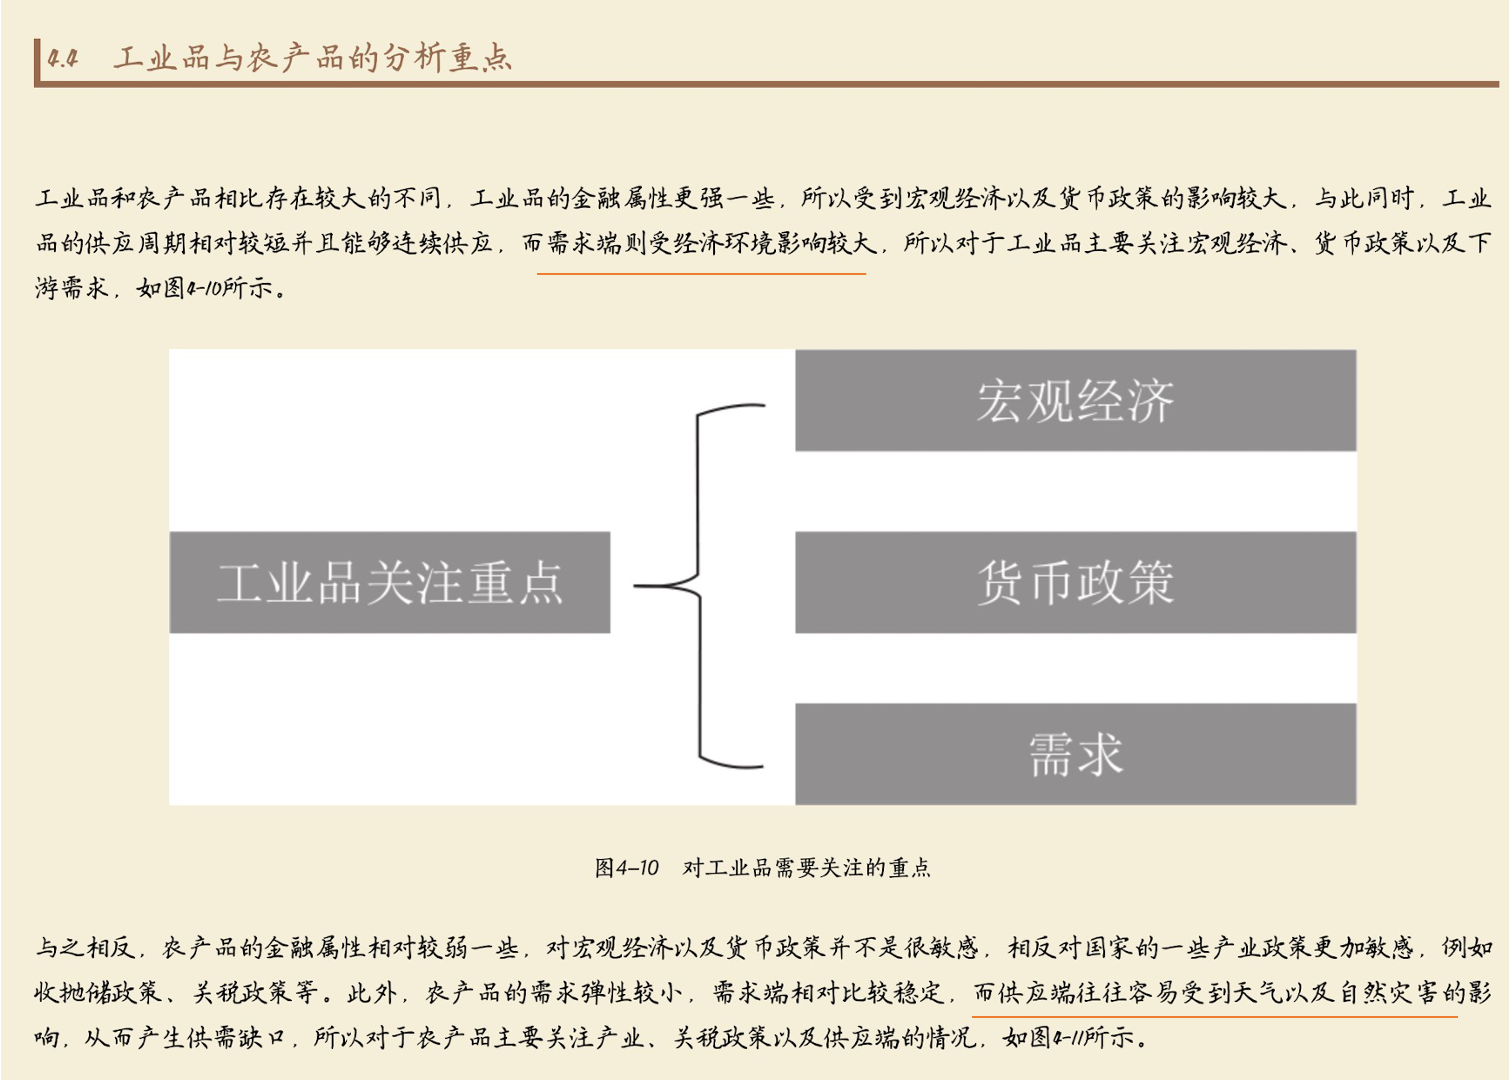 4.4 工业品与农产品的分析重点
工业品和农产品相比存在较大的不同，工业品的金融属性更强一些，所以受到宏观经济以及货币政策的影响较大，与此同时，工业
品的供应周期相对较短并且能够连续供应，而需求端则受经济环境影响较大，所以对于工业品主要关注宏观经济、货币政策以及下
游需求，如图4-10所示。
宏观经济
工业品关注重点
货币政策
需求
图4-10 对工业品需要关注的重点
与之相反，农产品的金融属性相对较弱一些，对宏观经济以及货币政策并不是很敏感，相反对国家的一些产业政策更加敏感，例如
收抛储政策、关税政策等。此外，农产品的需求弹性较小，需求端相对比较稳定，而供应端往往容易受到天气以及自然灾害的影
响，从而产生供需缺口，所以对于农产品主要关注产业、关税政策以及供应端的情况，如图4-11所示。